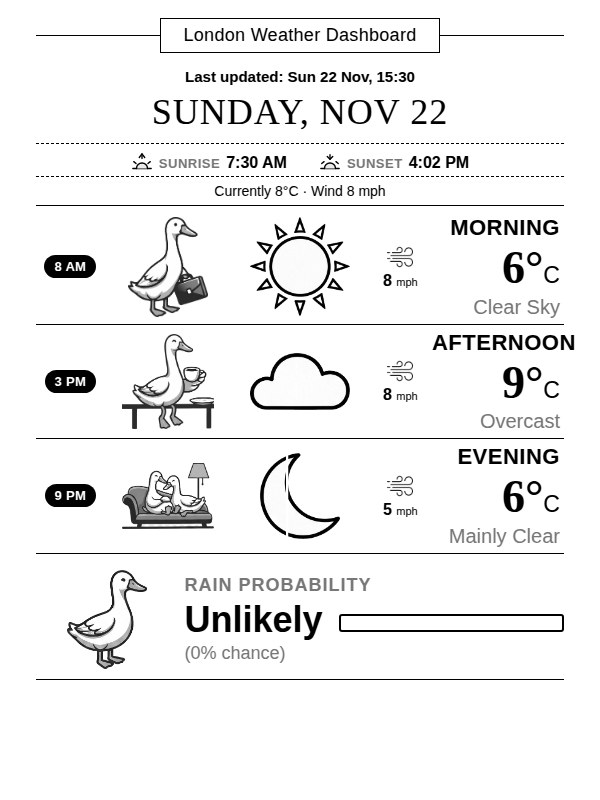 London Weather Dashboard
Last updated: Sun 22 Nov, 15:30
SUNDAY, NOV 22
SUNRISE 7:30 AM SUNSET 4:02 PM
Currently 8°C · Wind 8 mph
MORNING
8 AM
8 mph
6°C
Clear Sky
AFTERNOON
3 PM
8 mph
9°C
Overcast
EVENING
9 PM
5 mph
6°C
Mainly Clear
RAIN PROBABILITY
Unlikely
(0% chance)